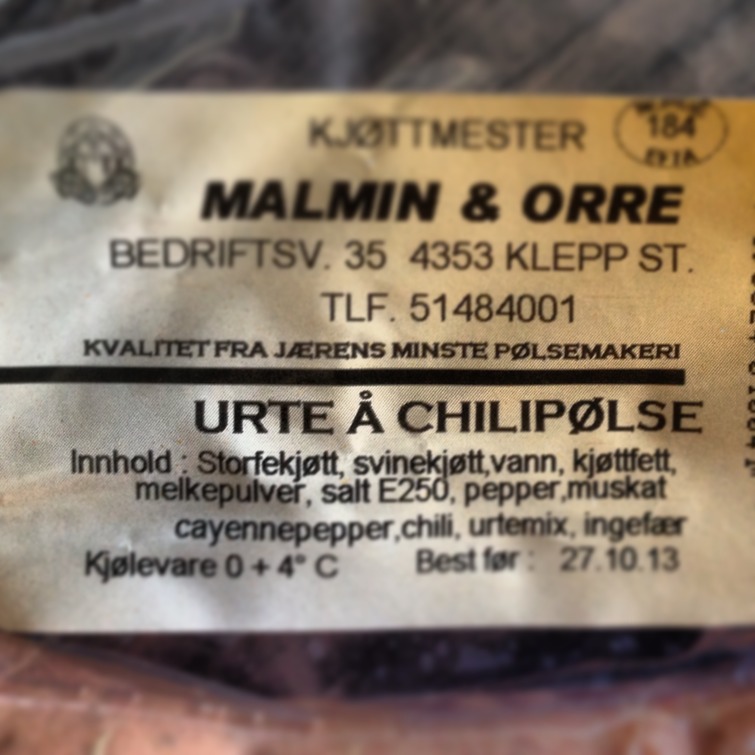 KJØTTMESTER
184
EFTA
MALMIN & ORRE
BEDRIFTSV. 35 4353 KLEPP ST.
TLF. 51484001
KVALITET FRA JÆRENS MINSTE PØLSEMAKERI
URTE Å CHILIPØLSE
Innhold : Storfekjøtt, svinekjøtt,vann, kjøttfett,
melkepulver, salt E250, pepper,muskat
cayennepepper,chili, urtemix, ingefær
Kjølevare 0 + 4° C Best før : 27.10.13